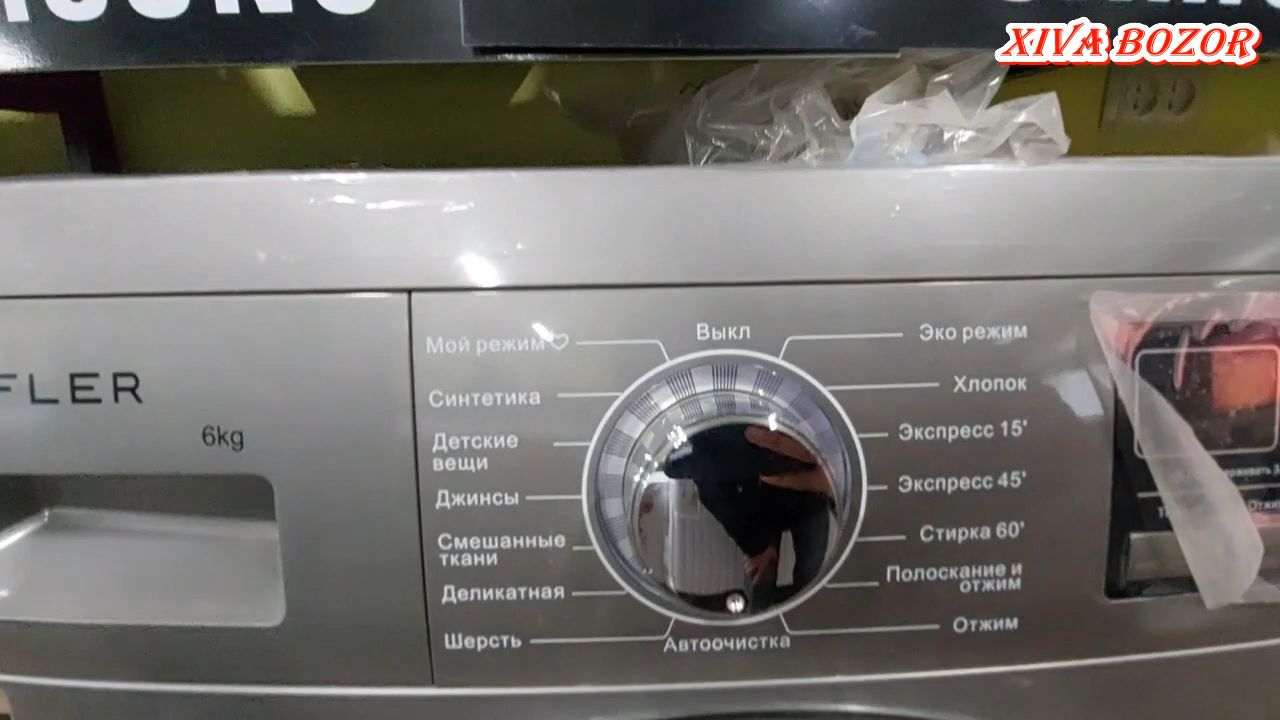 XIVA BOZOR
FLER
6kg
Выкл
Мой режим
Синтетика
Детские
вещи
Джинсы
Смешанные
ткани
Деликатная
Шерсть
Автоочистка
Эко режим
Хлопок
Экспресс 15'
Экспресс 45'
Стирка 60'
Полоскание и
отжим
Отжим